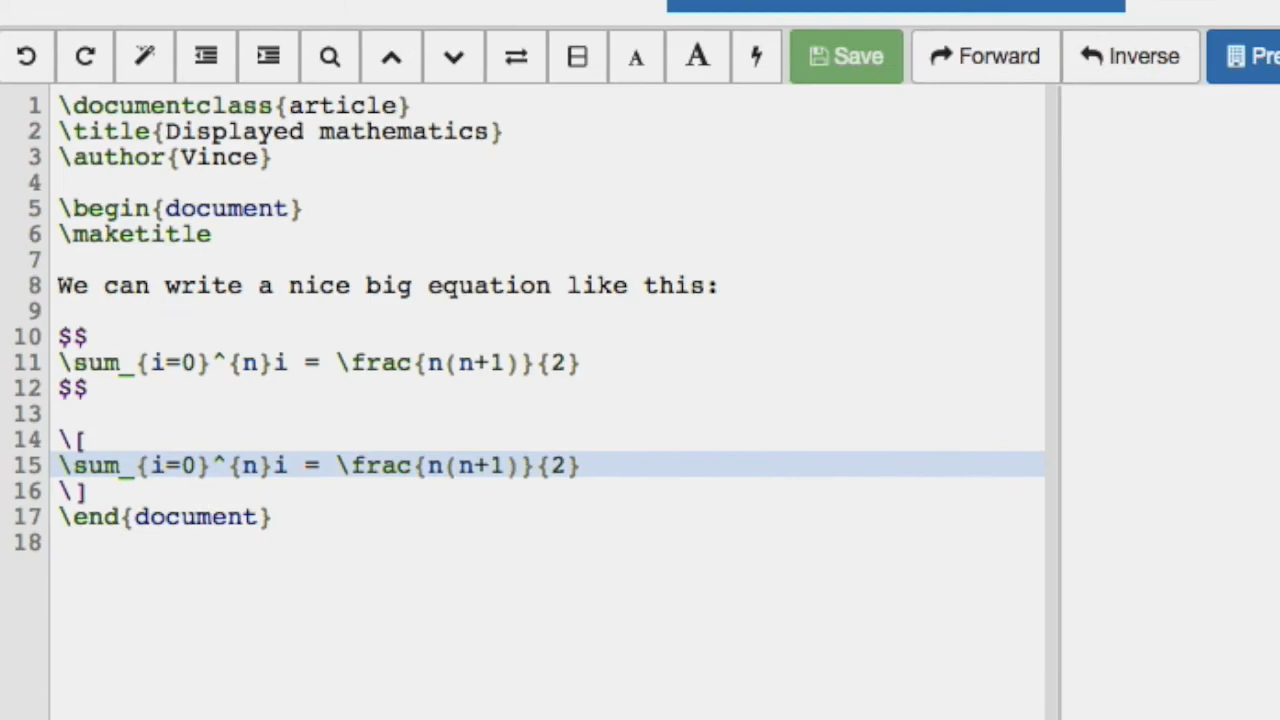 A A Save Forward Inverse Pre
1 \documentclass{article}
2 \title{Displayed mathematics}
3 \author{Vince}
4
5 \begin{document}
6 \maketitle
7
8 We can write a nice big equation like this:
9
10 $$
11 \sum_{i=0}^{n}i = \frac{n(n+1)}{2}
12 $$
13
14 \[
15 \sum_{i=0}^{n}i = \frac{n(n+1)}{2}
16 \]
17 \end{document}
18